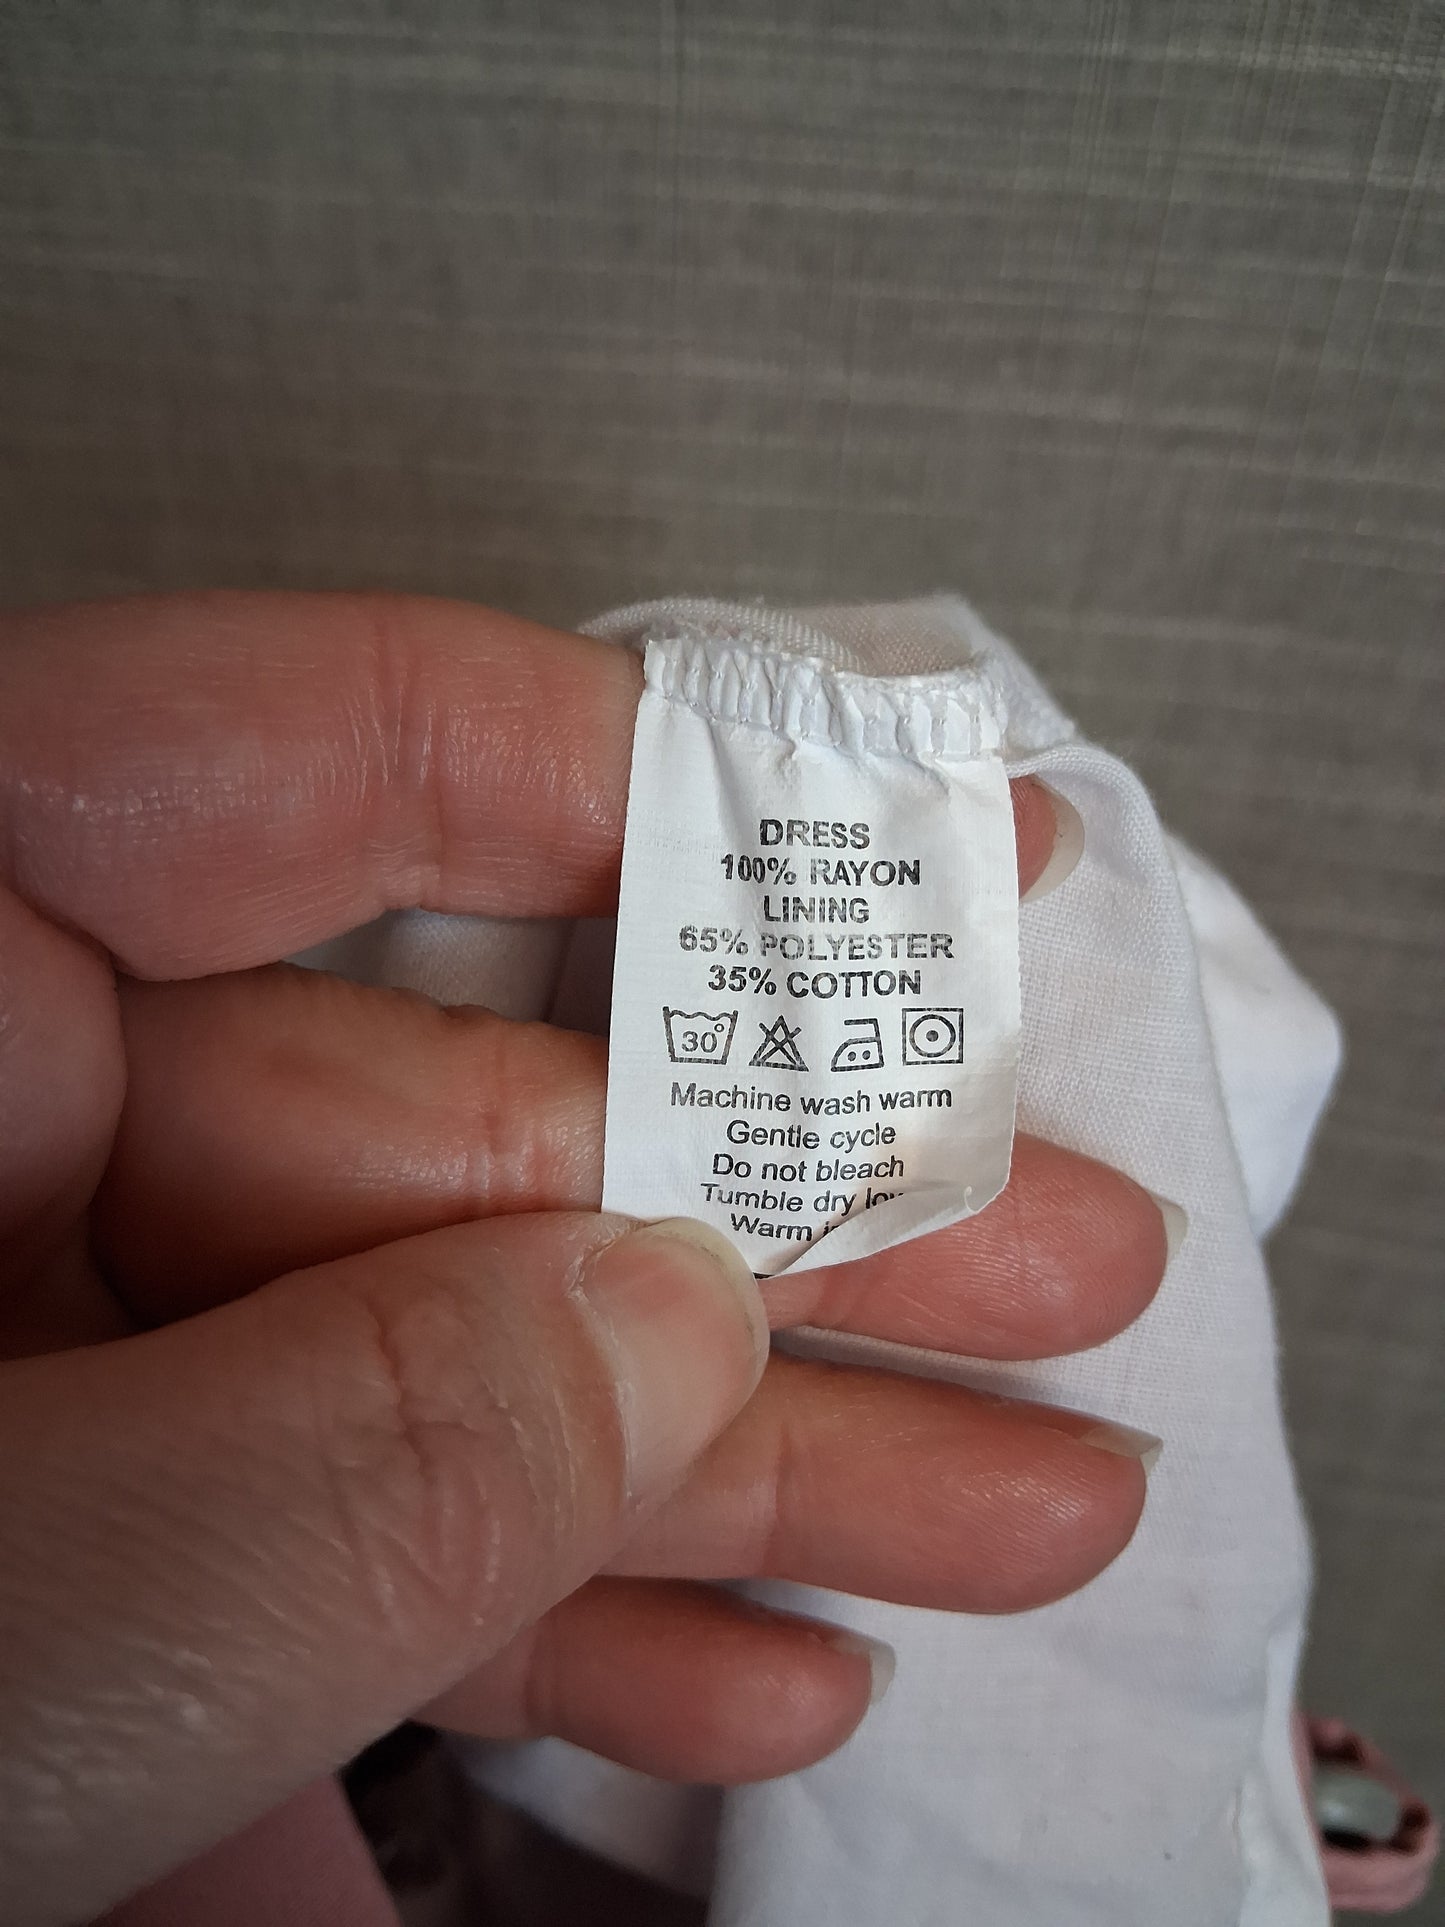 DRESS
100% RAYON
LINING
65% POLYESTER
35% COTTON
30°
Machine wash warm
Gentle cycle
Do not bleach
Tumble dry
Warm